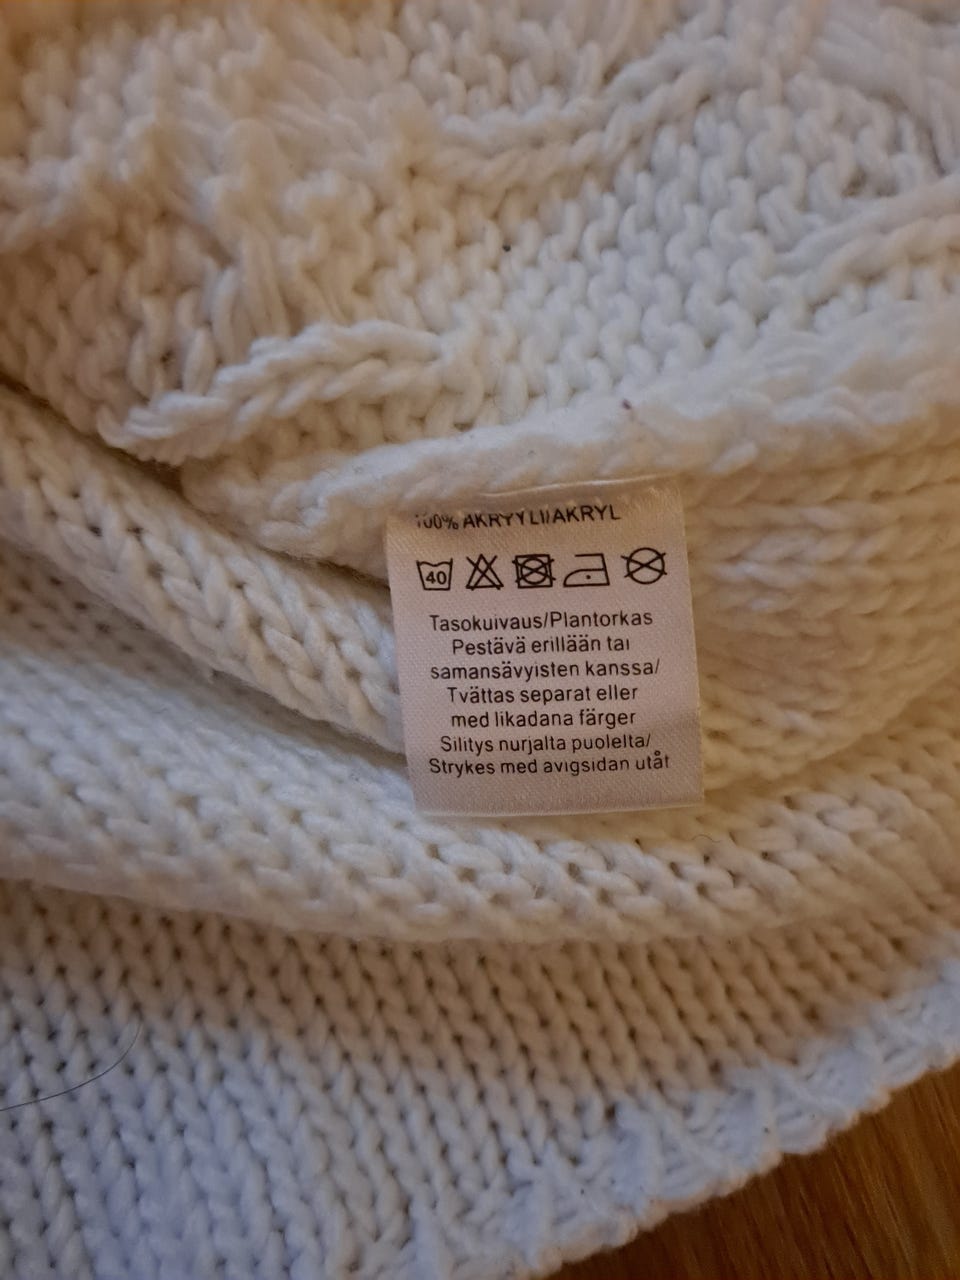 100% AKRYYLI/AKRYL
40
Tasokuivaus/Plantorkas
Pestävä erillään tai
samansävyisten kanssa/
Tvättas separat eller
med likadana färger
Silitys nurjalta puolelta/
Strykes med avigsidan utåt